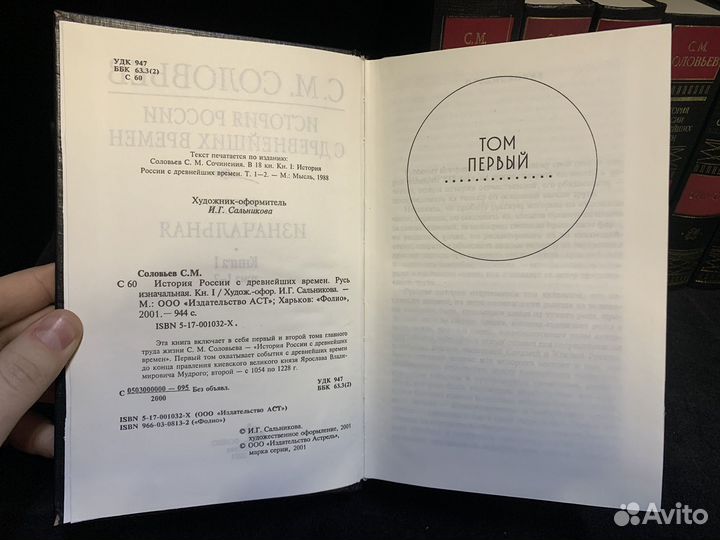 УДК 947
ББК 63.3(2)
С 60
Текст печатается по изданию:
Соловьев С. М. Сочинения. В 18 кн. Кн. I: История
России с древнейших времен. Т. 1—2. — М.: Мысль, 1988
Художник-оформитель
И.Г. Сальникова
Соловьев С.М.
С 60 История России с древнейших времен. Русь
изначальная. Кн. I / Худож.-офор. И.Г. Сальникова. —
М.: ООО «Издательство АСТ»; Харьков: «Фолио»,
2001.— 944 с.
ISBN 5-17-001032-X.
Эта книга включает в себя первый и второй тома главного
труда жизни С. М. Соловьева — «История России с древнейших
времен». Первый том охватывает события с древнейших времен
до конца правления киевского великого князя Ярослава Влади-
мировича Мудрого; второй — с 1054 по 1228 г.
С 0503000000 — 095 Без объявл.
2000
УДК 947
ББК 63.3(2)
ISBN 5-17-001032-X (ООО «Издательство АСТ»)
ISBN 966-03-0813-2 («Фолио»)
© И.Г. Сальникова,
художественное оформление, 2001
© ООО «Издательство Астрель»,
марка серии, 2001
ТОМ
ПЕРВЫЙ
С. М.
СОЛОВЬЕВ
Avito